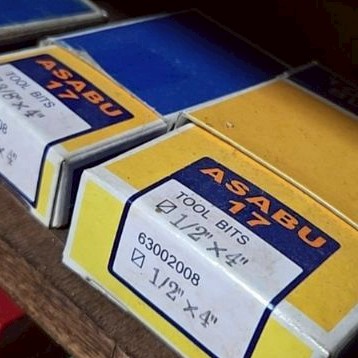 ASABU
17
TOOL BITS
ASABU
17
TOOL BITS
⍁ 1/2" × 4"
63002008
⍁ 1/2" × 4"